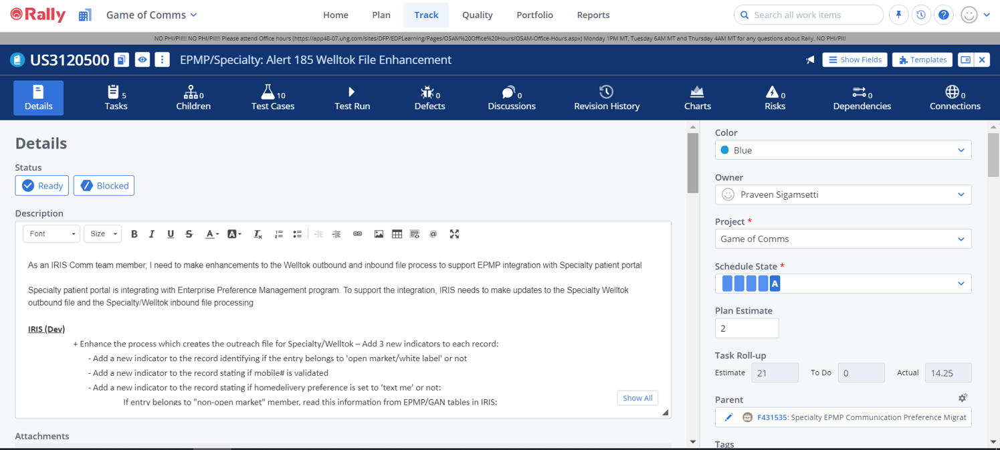 Rally
Game of Comms
Home
Plan
Track
Quality
Portfolio
Reports
Search all work items
NO PHI/PII!!! NO PHI/PII!!! Please attend Office hours (https://app48-07.uhg.com/sites/DFP/EDPLearning/Pages/OSAM%20Office%20Hours/OSAM-Office-Hours.aspx) Monday 1PM MT, Tuesday 6AM MT and Thursday 4AM MT for any questions about Rally. NO PHI/PII!
US3120500
EPMP/Specialty: Alert 185 Welltok File Enhancement
Show Fields
Templates
Details
5
Tasks
0
Children
10
Test Cases
Test Run
0
Defects
0
Discussions
Revision History
Charts
0
Risks
0
Dependencies
0
Connections
Details
Status
Ready
Blocked
Description
Font
Size
B I U S A A Tx @
As an IRIS Comm team member, I need to make enhancements to the Welltok outbound and inbound file process to support EPMP integration with Specialty patient portal
Specialty patient portal is integrating with Enterprise Preference Management program. To support the integration, IRIS needs to make updates to the Specialty Welltok
outbound file and the Specialty/Welltok inbound file processing
IRIS (Dev)
+ Enhance the process which creates the outreach file for Specialty/Welltok – Add 3 new indicators to each record:
- Add a new indicator to the record identifying if the entry belongs to 'open market/white label' or not
- Add a new indicator to the record stating if mobile# is validated
- Add a new indicator to the record stating if homedelivery preference is set to ‘text me’ or not:
If entry belongs to "non-open market" member, read this information from EPMP/GAN tables in IRIS:
Show All
Attachments
Color
Blue
Owner
Praveen Sigamsetti
Project *
Game of Comms
Schedule State *
A
Plan Estimate
2
Task Roll-up
Estimate 21 To Do 0 Actual 14.25
Parent
F431535: Specialty EPMP Communication Preference Migrat
Tags